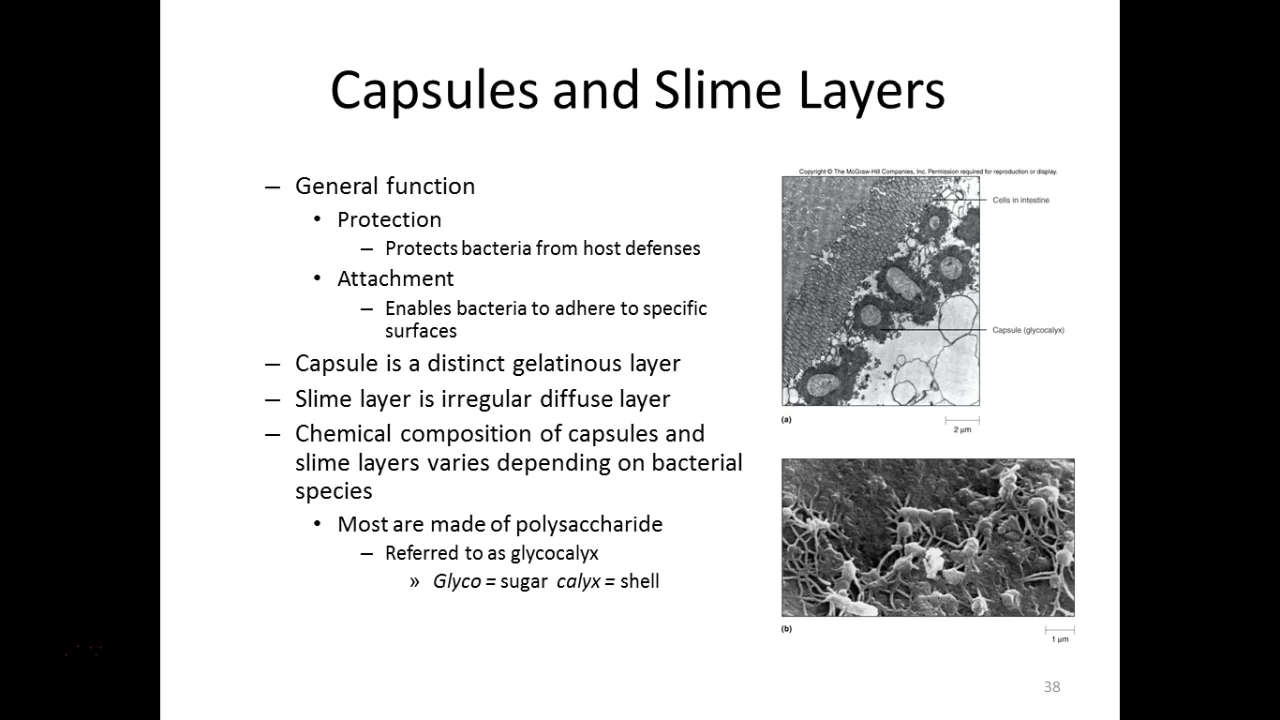 Capsules and Slime Layers
– General function
• Protection
– Protects bacteria from host defenses
• Attachment
– Enables bacteria to adhere to specific
surfaces
– Capsule is a distinct gelatinous layer
– Slime layer is irregular diffuse layer
– Chemical composition of capsules and
slime layers varies depending on bacterial
species
• Most are made of polysaccharide
– Referred to as glycocalyx
» Glyco = sugar calyx = shell
Copyright © The McGraw-Hill Companies, Inc. Permission required for reproduction or display.
Cells in intestine
Capsule (glycocalyx)
(a)
2 µm
(b)
1 µm
38